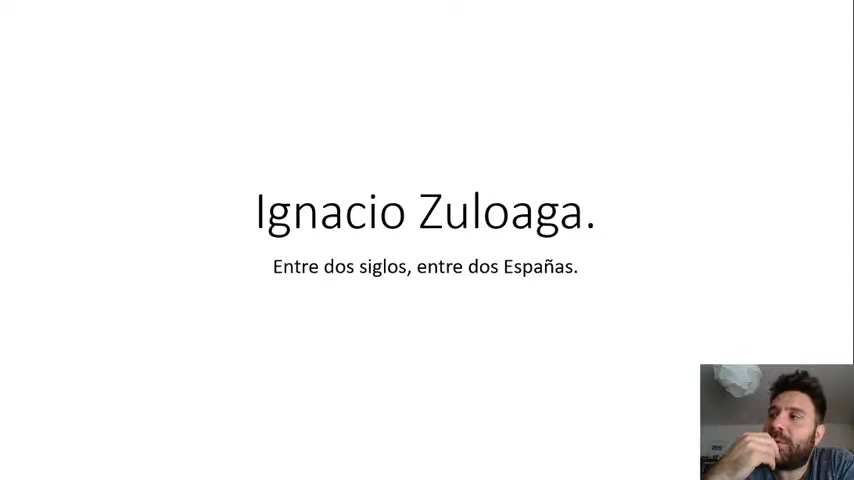 Ignacio Zuloaga.
Entre dos siglos, entre dos Españas.